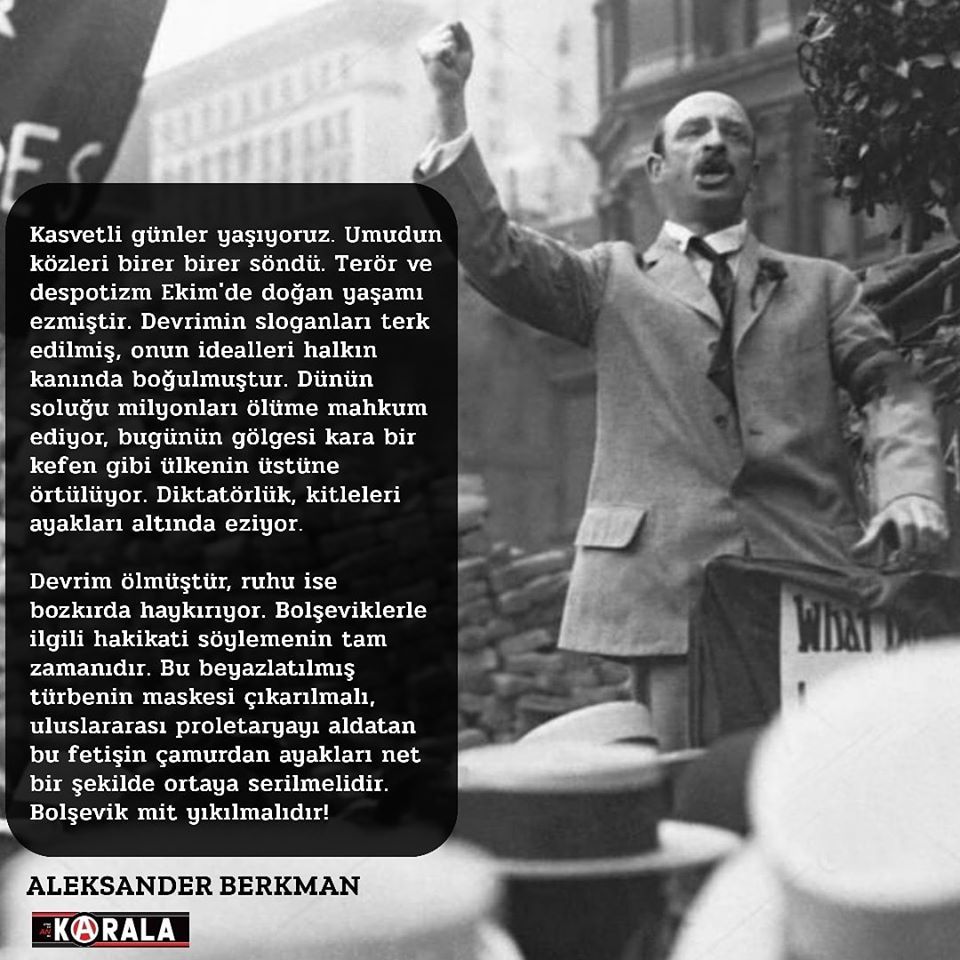 ES
Kasvetli günler yaşıyoruz. Umudun
közleri birer birer söndü. Terör ve
despotizm Ekim'de doğan yaşamı
ezmiştir. Devrimin sloganları terk
edilmiş, onun idealleri halkın
kanında boğulmuştur. Dünün
soluğu milyonları ölüme mahkum
ediyor, bugünün gölgesi kara bir
kefen gibi ülkenin üstüne
örtülüyor. Diktatörlük, kitleleri
ayakları altında eziyor.
Devrim ölmüştür, ruhu ise
bozkırda haykırıyor. Bolşeviklerle
ilgili hakikati söylemenin tam
zamanıdır. Bu beyazlatılmış
türbenin maskesi çıkarılmalı,
uluslararası proletaryayı aldatan
bu fetişin çamurdan ayakları net
bir şekilde ortaya serilmelidir.
Bolşevik mit yıkılmalıdır!
What
ALEKSANDER BERKMAN
KARALA